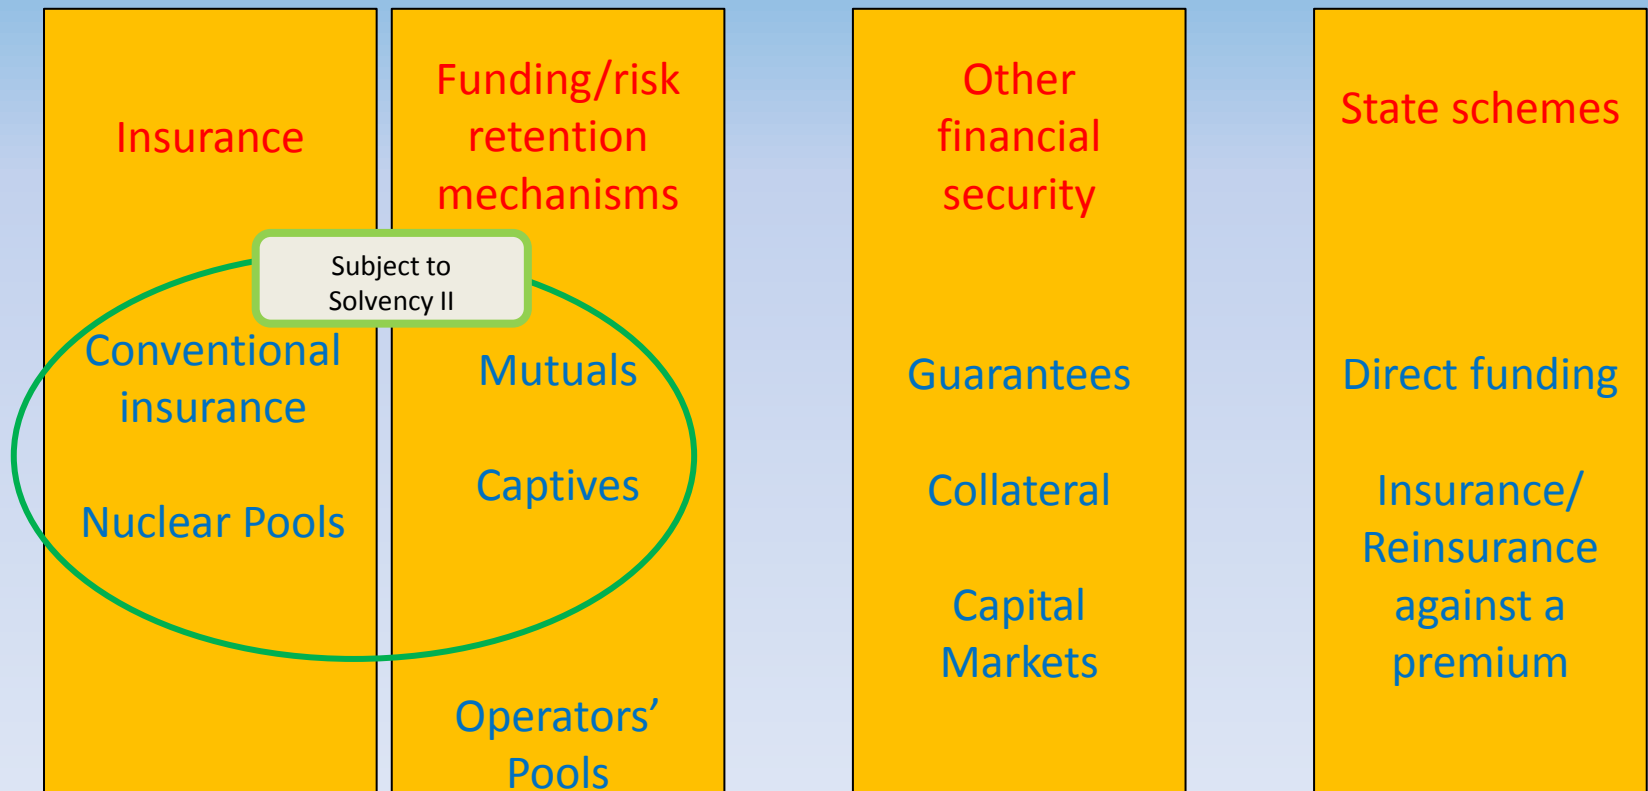 Insurance
Conventional
insurance
Nuclear Pools
Funding/risk
retention
mechanisms
Subject to
Solvency II
Mutuals
Captives
Operators’
Pools
Other
financial
security
Guarantees
Collateral
Capital
Markets
State schemes
Direct funding
Insurance/
Reinsurance
against a
premium